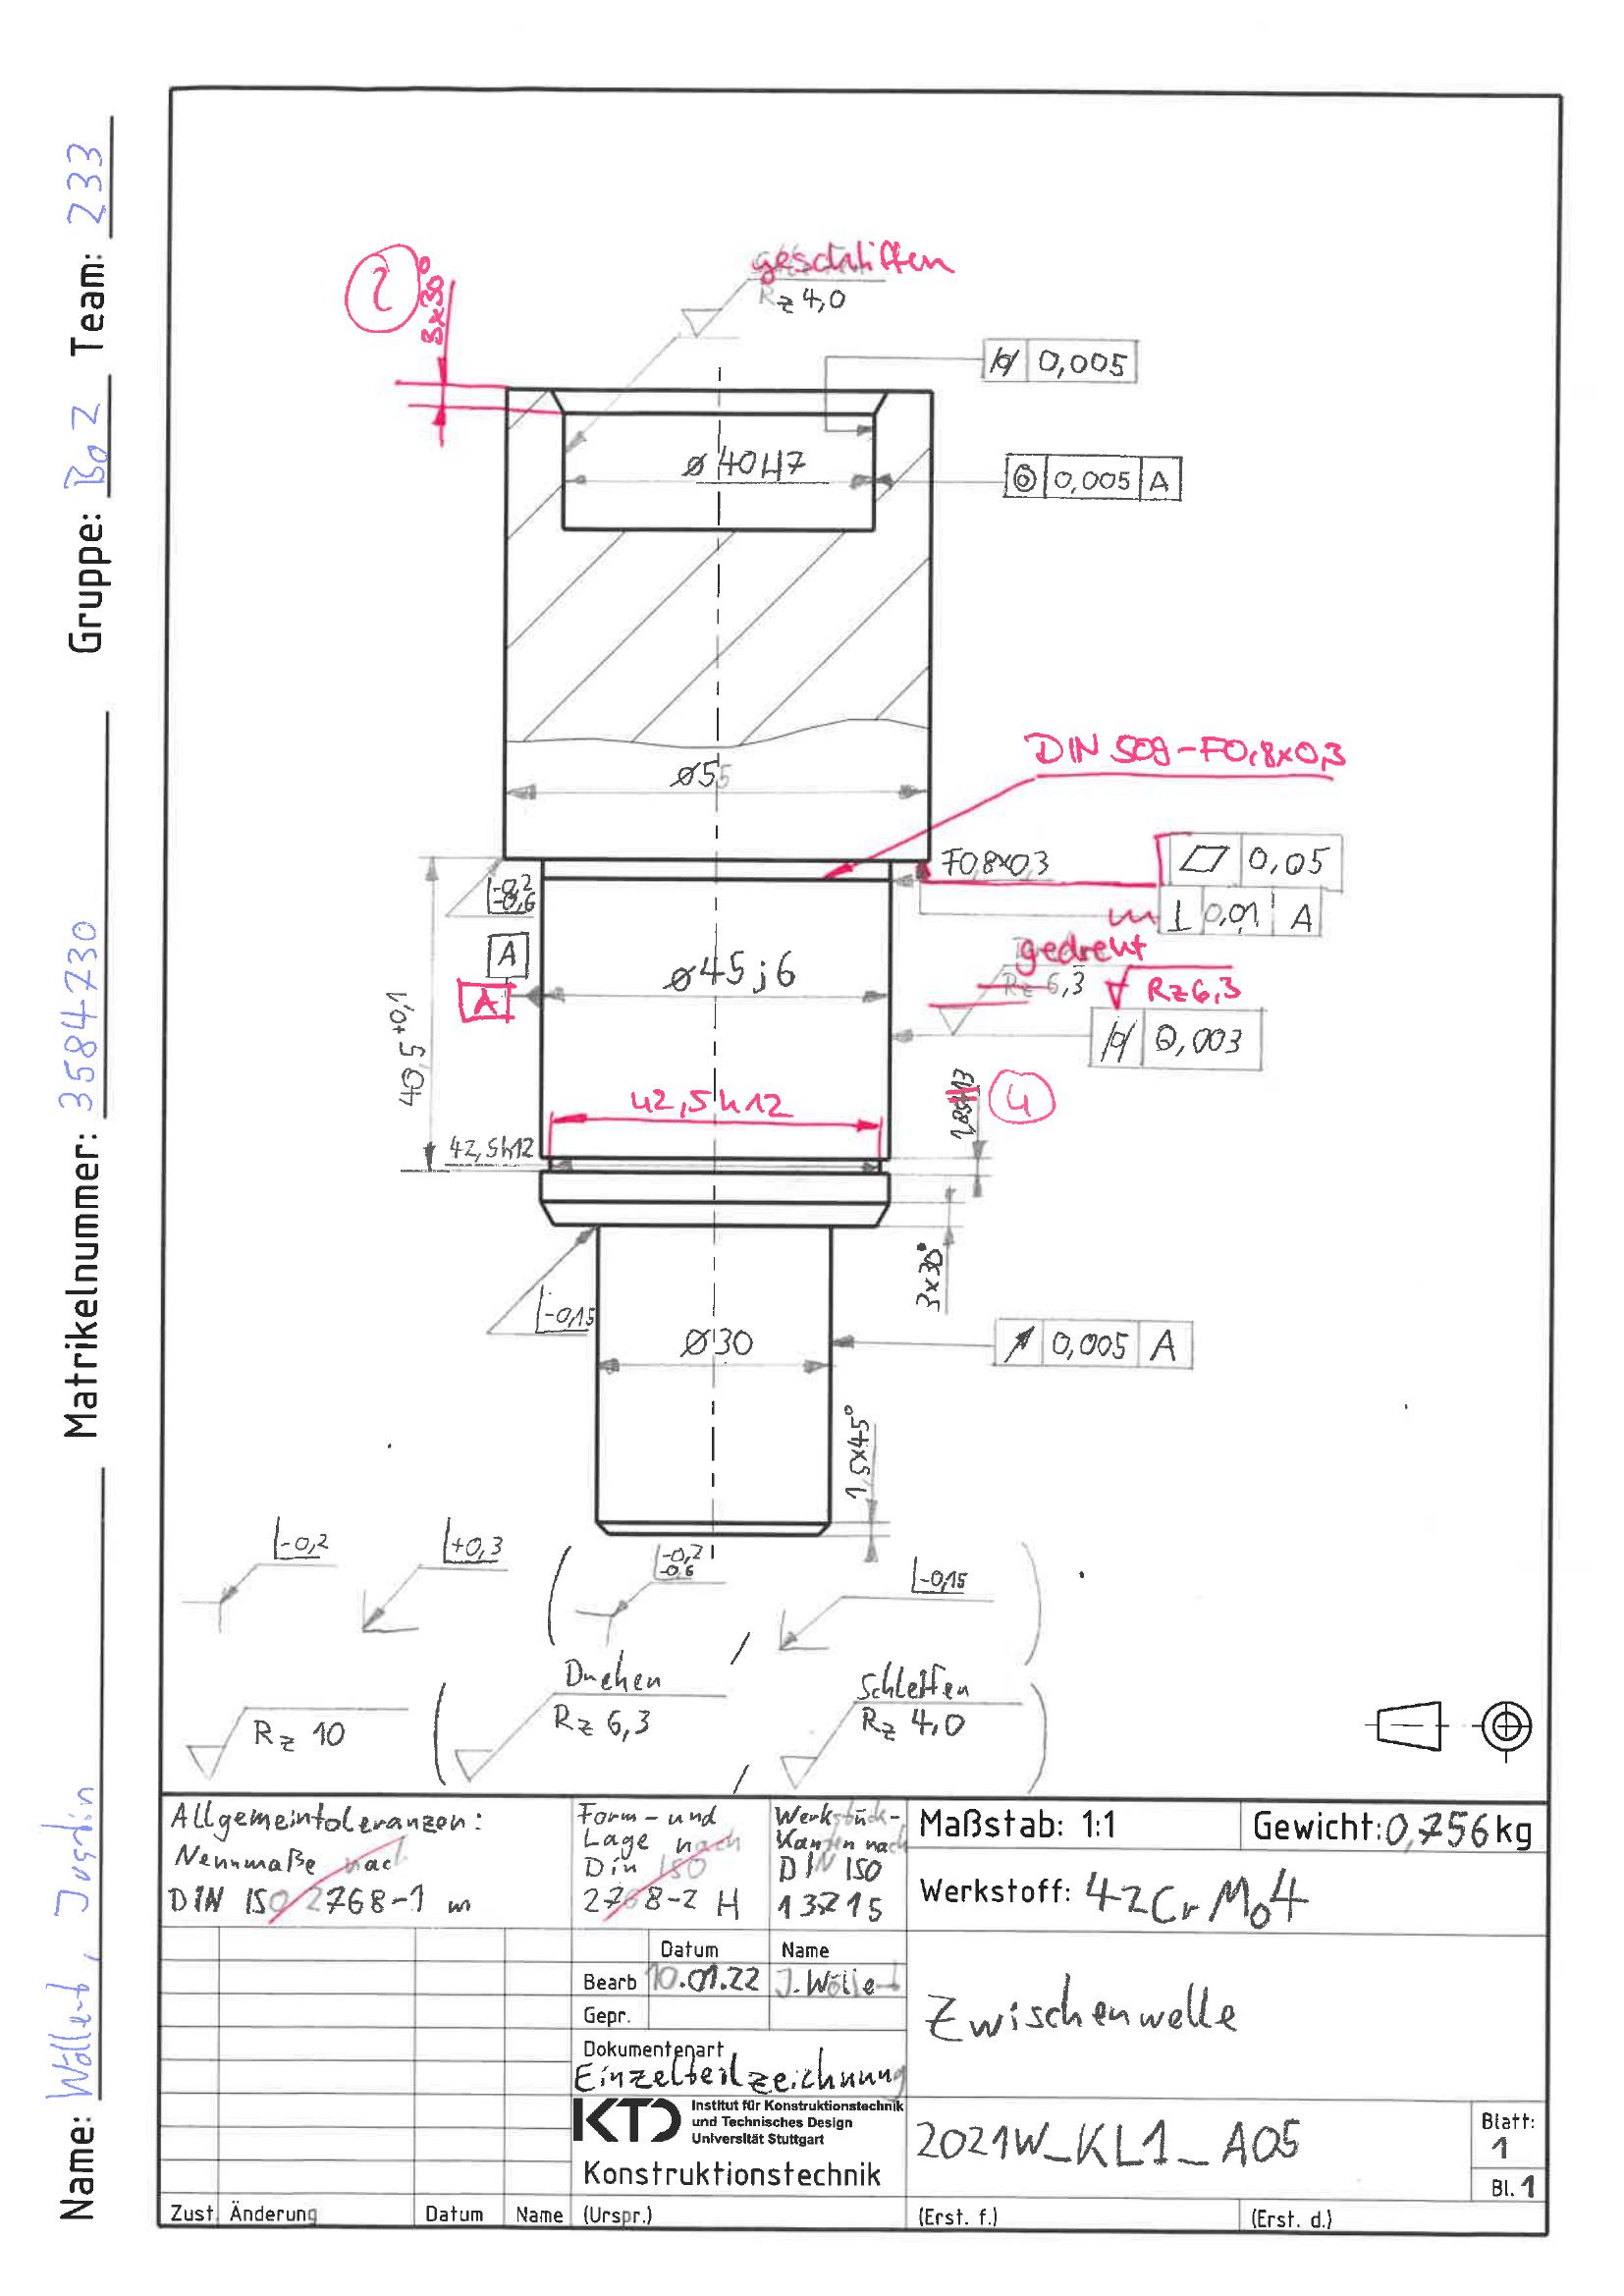 Name: Wöllert, Justin Matrikelnummer: 3584730 Gruppe: Bo2 Team: 233
2
3x30°
geschliffen
Rz 4,0
0,005
⌀40H7
◎ 0,005 A
DIN 509-F0,8x0,3
⌀55
F0,8x0,3
0,05
-0,2
-0,6
⊥ 0,01 A
A
gedreht
⌀45j6
Rz 6,3
Rz 6,3
A
0,003
40,5+0,1
42,5h12
4
42,5h12
3x30°
-0,15
⌀30
0,005 A
1,5x45°
-0,2
+0,3
( -0,2
-0,6
, -0,15 )
Rz 10
( Drehen
Rz 6,3
, Schleifen
Rz 4,0 )
Allgemeintoleranzen:
Nennmaße nach
DIN ISO 2768-1 m
Form- und
Lage nach
Din ISO
2768-2 H
Werkstück-
Kanten nach
DIN ISO
13715
Maßstab: 1:1
Gewicht: 0,756 kg
Werkstoff: 42CrMo4
Datum Name
Bearb 10.01.22 J. Wöllert
Gepr.
Dokumentenart
Einzelteilzeichnung
Zwischenwelle
KTD
Institut für Konstruktionstechnik
und Technisches Design
Universität Stuttgart
Konstruktionstechnik
2021W_KL1_A05
Blatt:
1
Bl. 1
Zust. Änderung Datum Name (Urspr.) (Erst. f.) (Erst. d.)